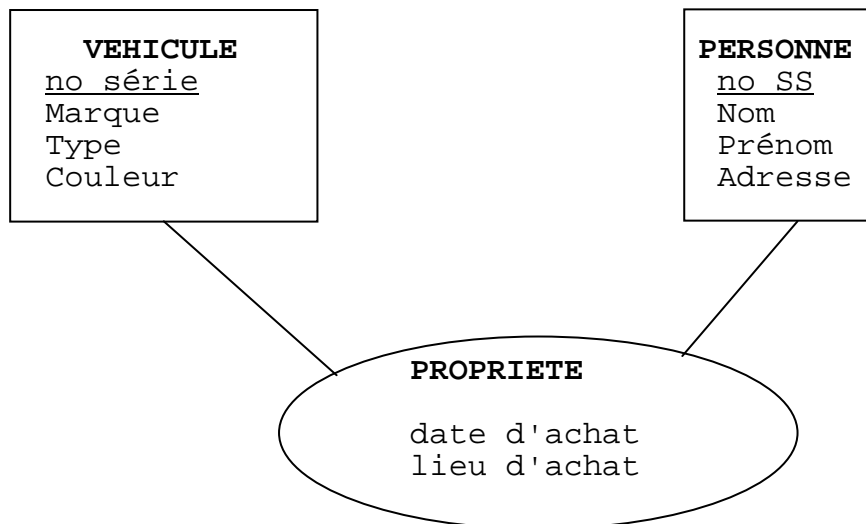 VEHICULE
no série
Marque
Type
Couleur
PERSONNE
no SS
Nom
Prénom
Adresse
PROPRIETE
date d'achat
lieu d'achat